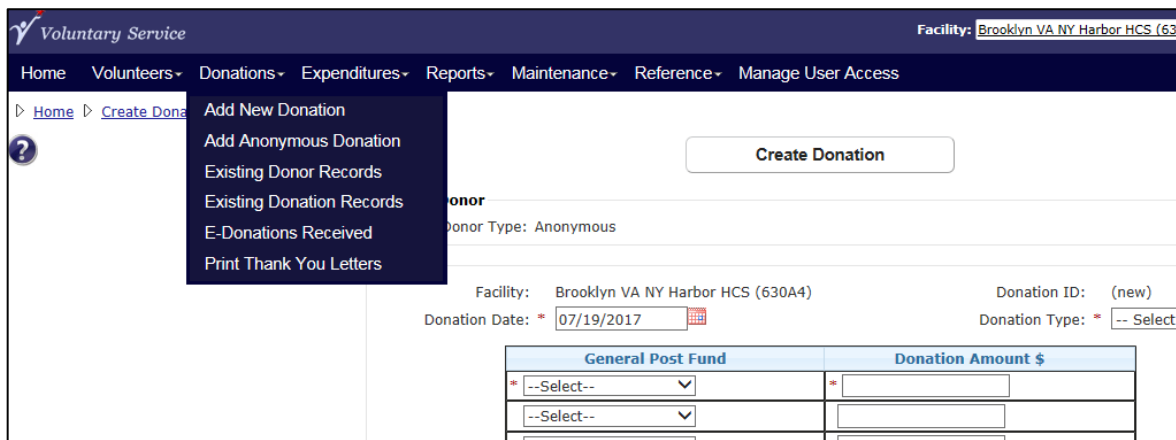 Voluntary Service
Facility: Brooklyn VA NY Harbor HCS (63
Home Volunteers Donations Expenditures Reports Maintenance Reference Manage User Access
Home Create Dona
Add New Donation
Add Anonymous Donation
Existing Donor Records
Existing Donation Records
E-Donations Received
Print Thank You Letters
?
Create Donation
onor
Donor Type: Anonymous
Facility: Brooklyn VA NY Harbor HCS (630A4) Donation ID: (new)
Donation Date: * 07/19/2017 Donation Type: * -- Select
General Post Fund Donation Amount $
* --Select-- *
--Select--